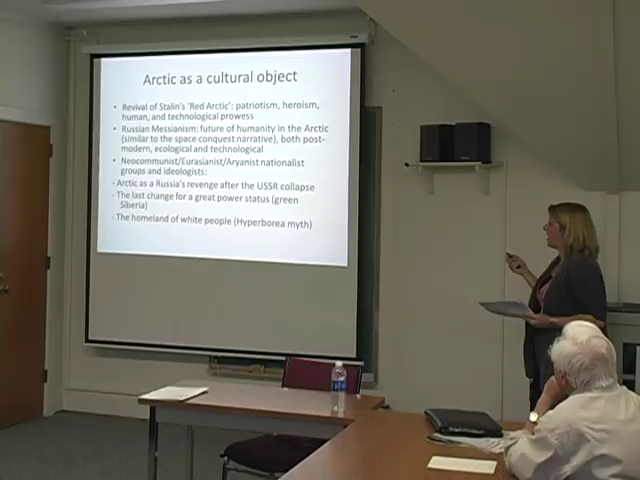 Arctic as a cultural object
• Revival of Stalin's 'Red Arctic': patriotism, heroism,
human, and technological prowess
• Russian Messianism: future of humanity in the Arctic
(similar to the space conquest narrative), both post-
modern, ecological and technological
• Neocommunist/Eurasianist/Aryanist nationalist
groups and ideologists:
- Arctic as a Russia's revenge after the USSR collapse
- The last change for a great power status (green
Siberia)
- The homeland of white people (Hyperborea myth)